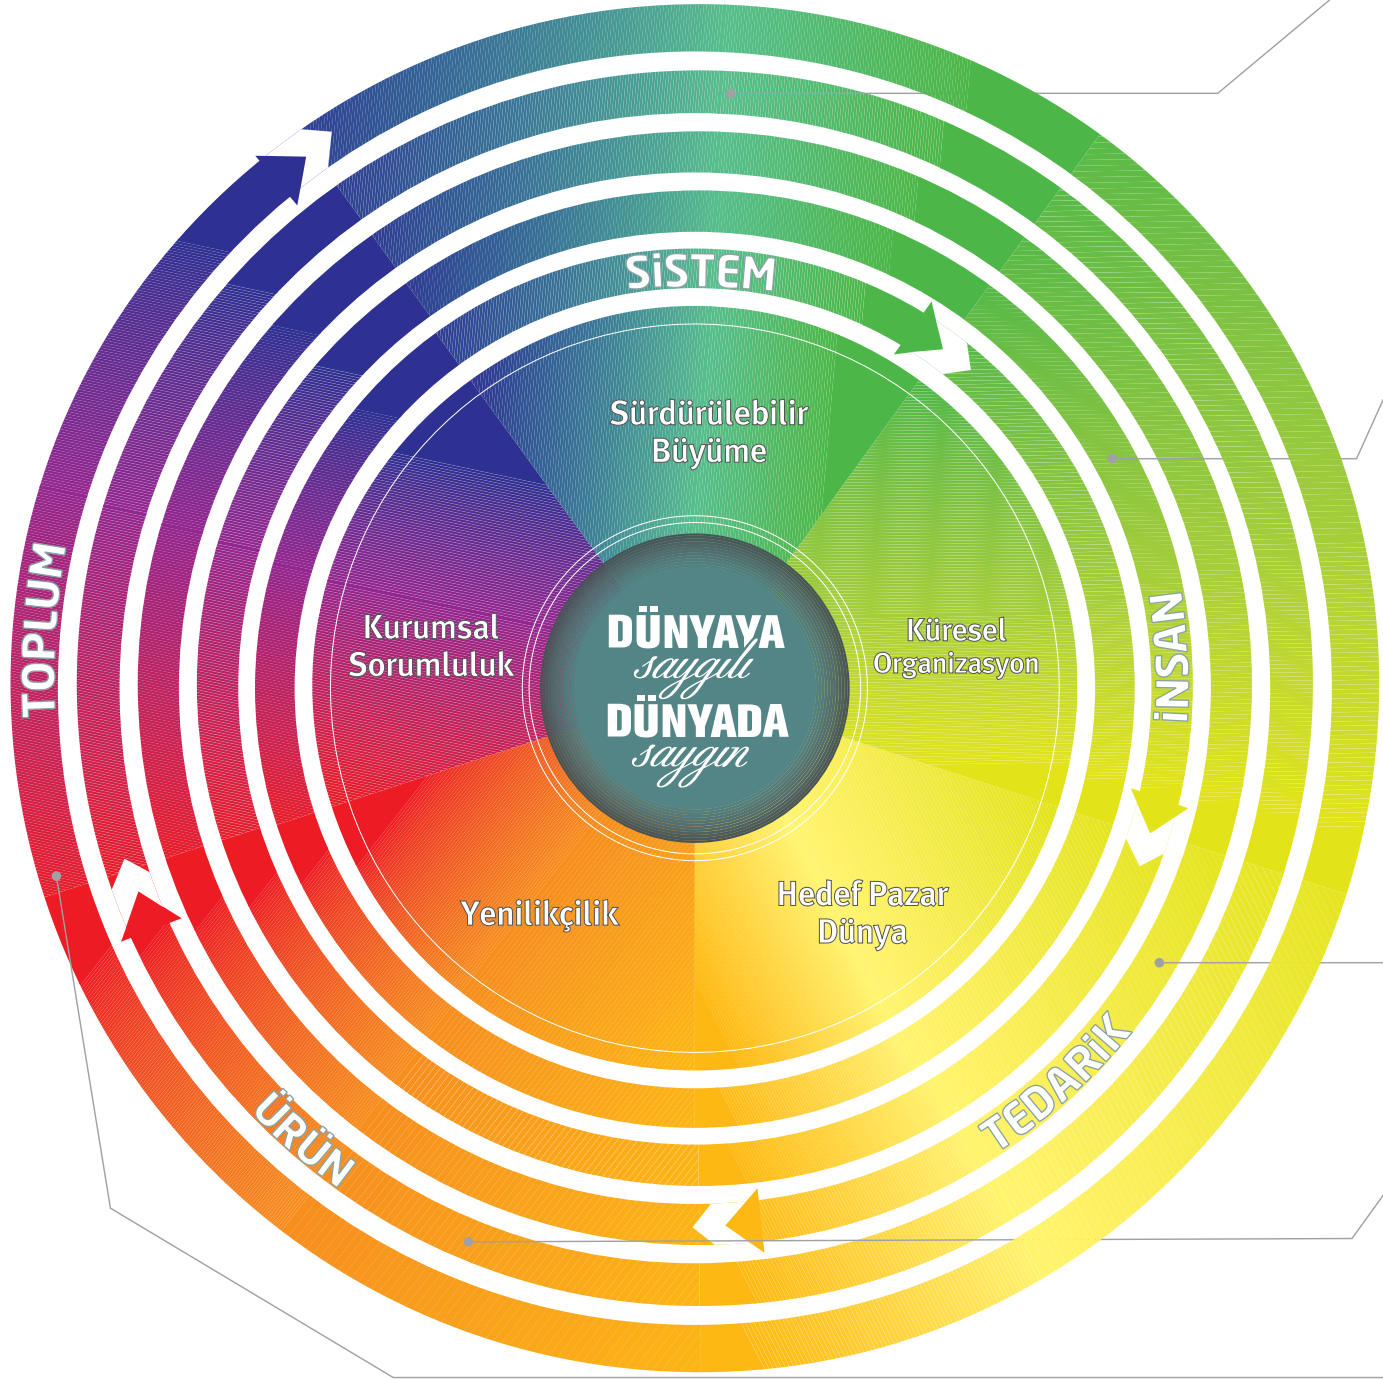 SİSTEM
Sürdürülebilir
Büyüme
TOPLUM
Kurumsal
Sorumluluk
DÜNYAYA
saygılı
DÜNYADA
saygın
Küresel
Organizasyon
İNSAN
Yenilikçilik
Hedef Pazar
Dünya
ÜRÜN
TEDARİK